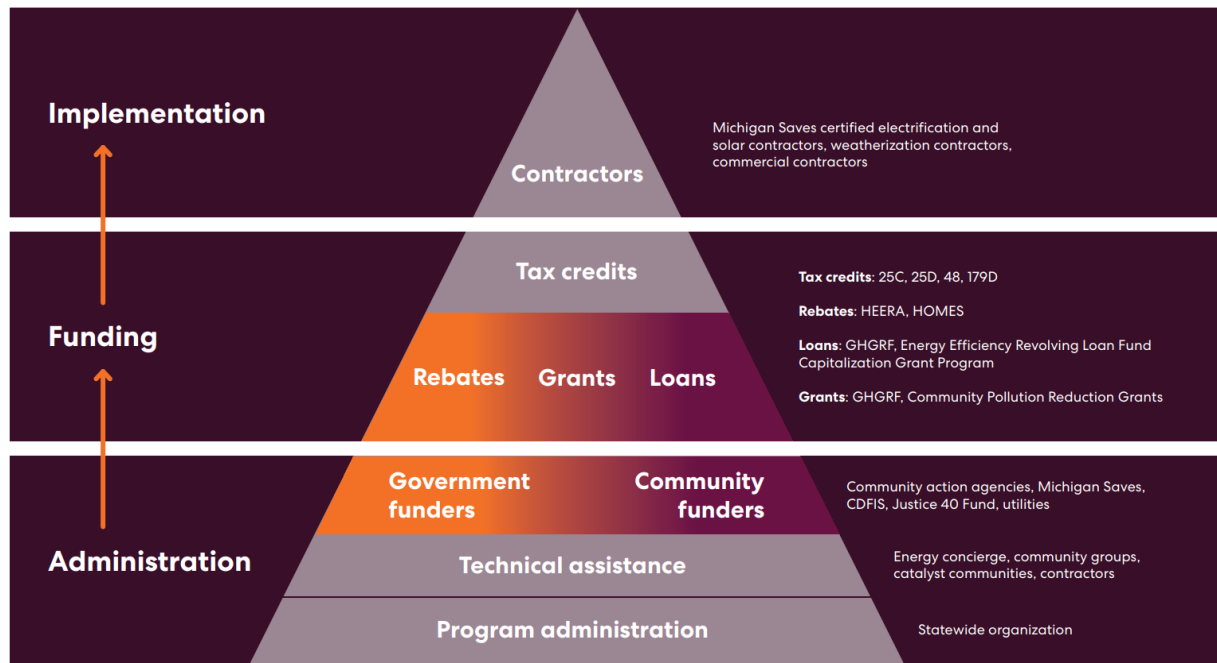 Implementation
Contractors
Michigan Saves certified electrification and
solar contractors, weatherization contractors,
commercial contractors
Funding
Tax credits
Rebates Grants Loans
Tax credits: 25C, 25D, 48, 179D
Rebates: HEERA, HOMES
Loans: GHGRF, Energy Efficiency Revolving Loan Fund
Capitalization Grant Program
Grants: GHGRF, Community Pollution Reduction Grants
Administration
Government
funders
Community
funders
Community action agencies, Michigan Saves,
CDFIS, Justice 40 Fund, utilities
Technical assistance
Energy concierge, community groups,
catalyst communities, contractors
Program administration
Statewide organization